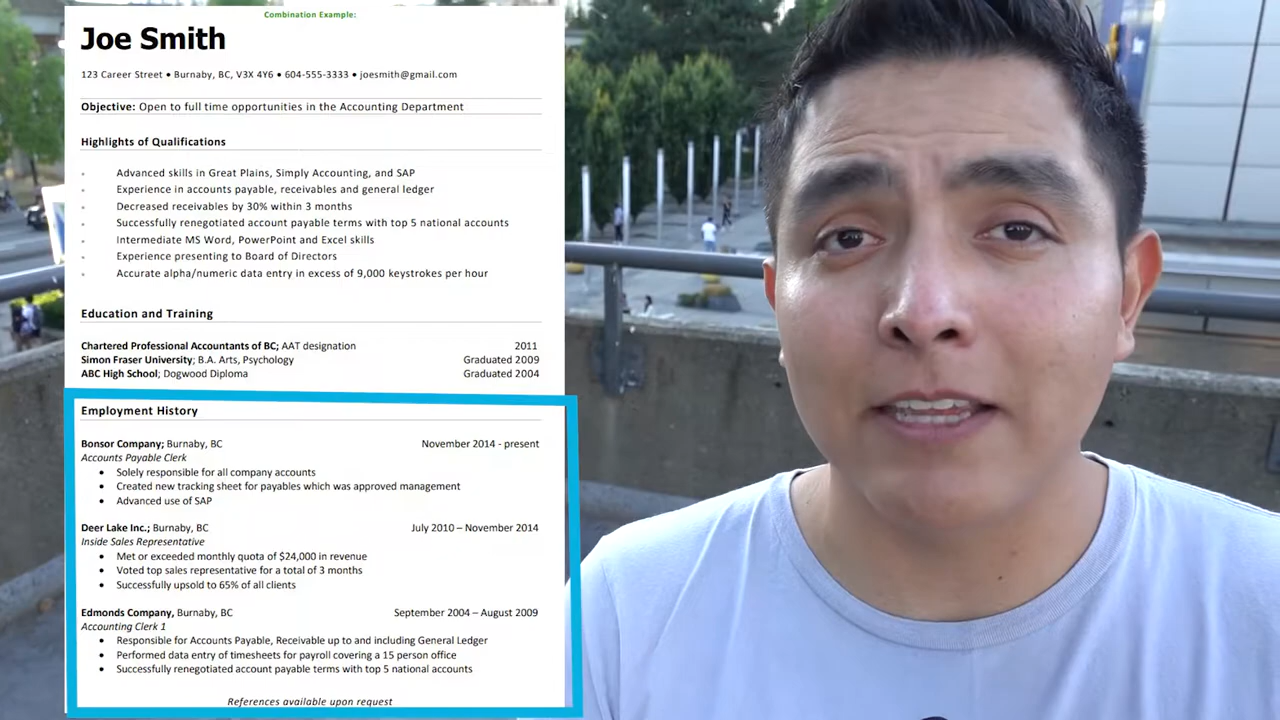 Combination Example:
Joe Smith
123 Career Street • Burnaby, BC, V3X 4Y6 • 604-555-3333 • joesmith@gmail.com
Objective: Open to full time opportunities in the Accounting Department
Highlights of Qualifications
Advanced skills in Great Plains, Simply Accounting, and SAP
Experience in accounts payable, receivables and general ledger
Decreased receivables by 30% within 3 months
Successfully renegotiated account payable terms with top 5 national accounts
Intermediate MS Word, PowerPoint and Excel skills
Experience presenting to Board of Directors
Accurate alpha/numeric data entry in excess of 9,000 keystrokes per hour
Education and Training
Chartered Professional Accountants of BC; AAT designation 2011
Simon Fraser University; B.A. Arts, Psychology Graduated 2009
ABC High School; Dogwood Diploma Graduated 2004
Employment History
Bonsor Company; Burnaby, BC November 2014 - present
Accounts Payable Clerk
• Solely responsible for all company accounts
• Created new tracking sheet for payables which was approved management
• Advanced use of SAP
Deer Lake Inc.; Burnaby, BC July 2010 – November 2014
Inside Sales Representative
• Met or exceeded monthly quota of $24,000 in revenue
• Voted top sales representative for a total of 3 months
• Successfully upsold to 65% of all clients
Edmonds Company, Burnaby, BC September 2004 – August 2009
Accounting Clerk 1
• Responsible for Accounts Payable, Receivable up to and including General Ledger
• Performed data entry of timesheets for payroll covering a 15 person office
• Successfully renegotiated account payable terms with top 5 national accounts
References available upon request